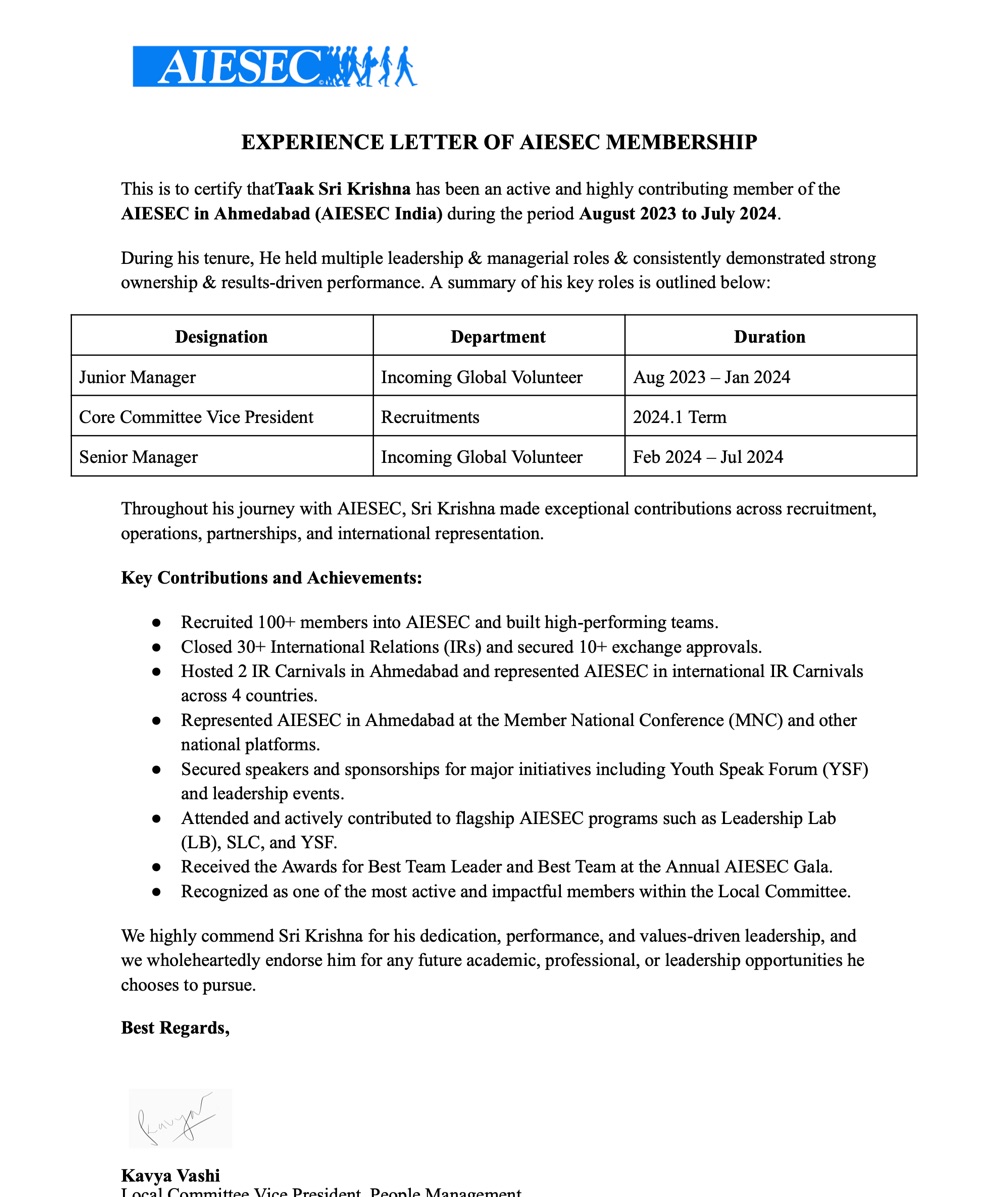 AIESEC
EXPERIENCE LETTER OF AIESEC MEMBERSHIP
This is to certify thatTaak Sri Krishna has been an active and highly contributing member of the
AIESEC in Ahmedabad (AIESEC India) during the period August 2023 to July 2024.
During his tenure, He held multiple leadership & managerial roles & consistently demonstrated strong
ownership & results-driven performance. A summary of his key roles is outlined below:
Designation Department Duration
Junior Manager Incoming Global Volunteer Aug 2023 – Jan 2024
Core Committee Vice President Recruitments 2024.1 Term
Senior Manager Incoming Global Volunteer Feb 2024 – Jul 2024
Throughout his journey with AIESEC, Sri Krishna made exceptional contributions across recruitment,
operations, partnerships, and international representation.
Key Contributions and Achievements:
● Recruited 100+ members into AIESEC and built high-performing teams.
● Closed 30+ International Relations (IRs) and secured 10+ exchange approvals.
● Hosted 2 IR Carnivals in Ahmedabad and represented AIESEC in international IR Carnivals
across 4 countries.
● Represented AIESEC in Ahmedabad at the Member National Conference (MNC) and other
national platforms.
● Secured speakers and sponsorships for major initiatives including Youth Speak Forum (YSF)
and leadership events.
● Attended and actively contributed to flagship AIESEC programs such as Leadership Lab
(LB), SLC, and YSF.
● Received the Awards for Best Team Leader and Best Team at the Annual AIESEC Gala.
● Recognized as one of the most active and impactful members within the Local Committee.
We highly commend Sri Krishna for his dedication, performance, and values-driven leadership, and
we wholeheartedly endorse him for any future academic, professional, or leadership opportunities he
chooses to pursue.
Best Regards,
Kavya
Kavya Vashi
Local Committee Vice President, People Management